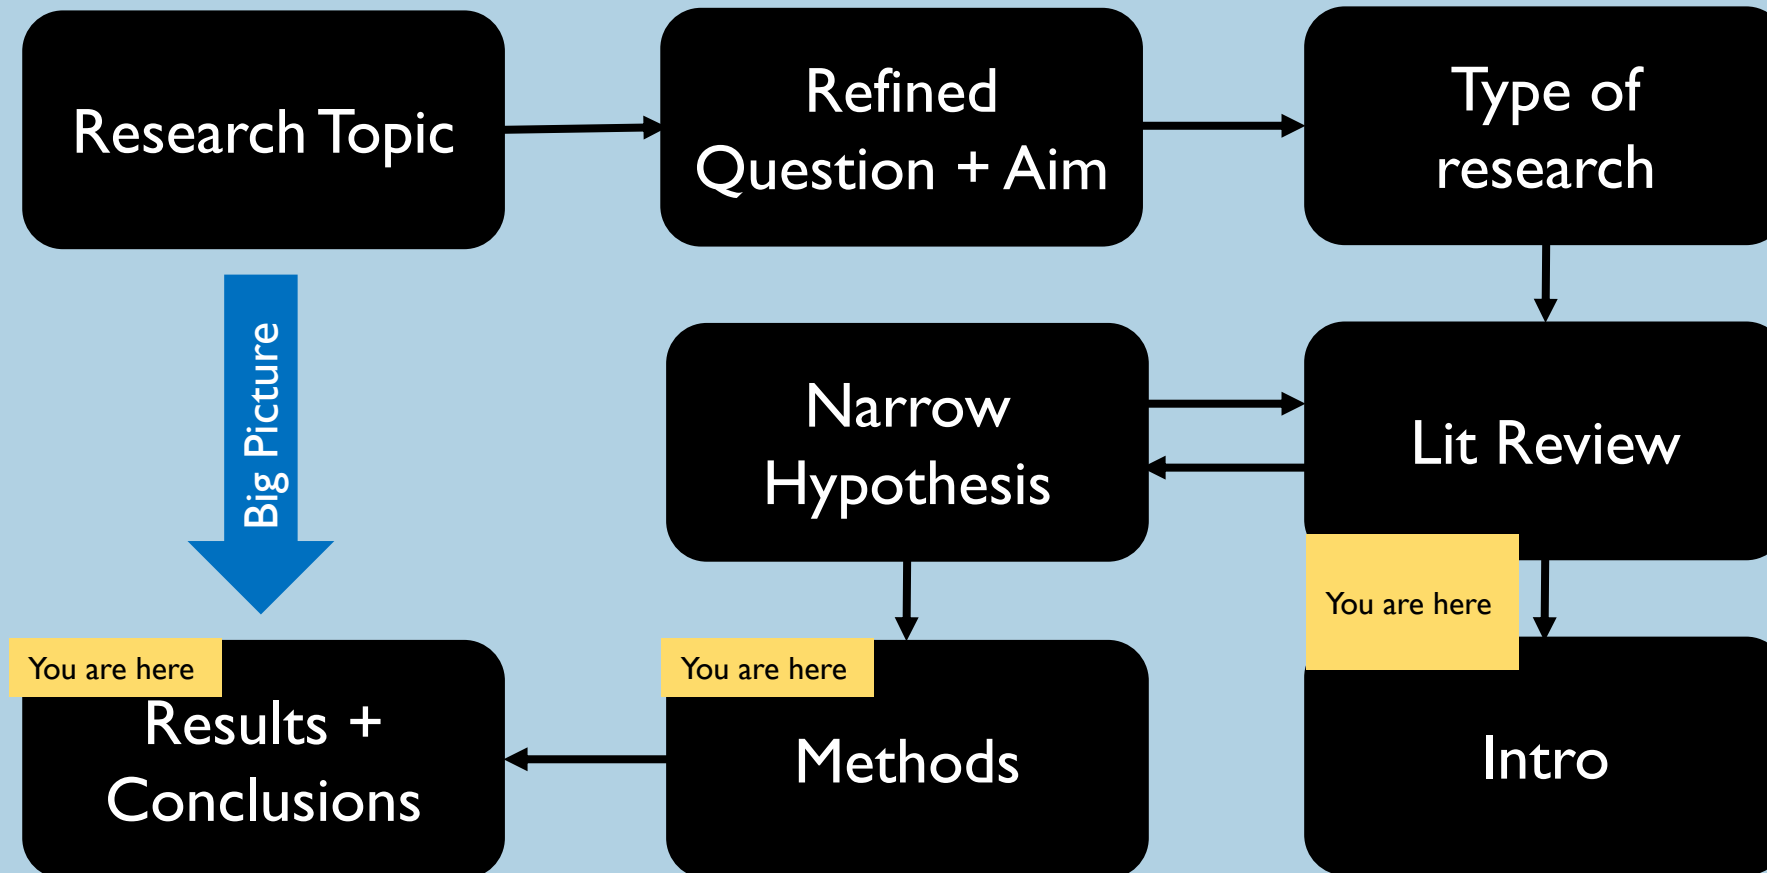 Research Topic
Refined
Question + Aim
Type of
research
Big Picture
Narrow
Hypothesis
Lit Review
You are here
You are here
You are here
Results +
Conclusions
Methods
Intro